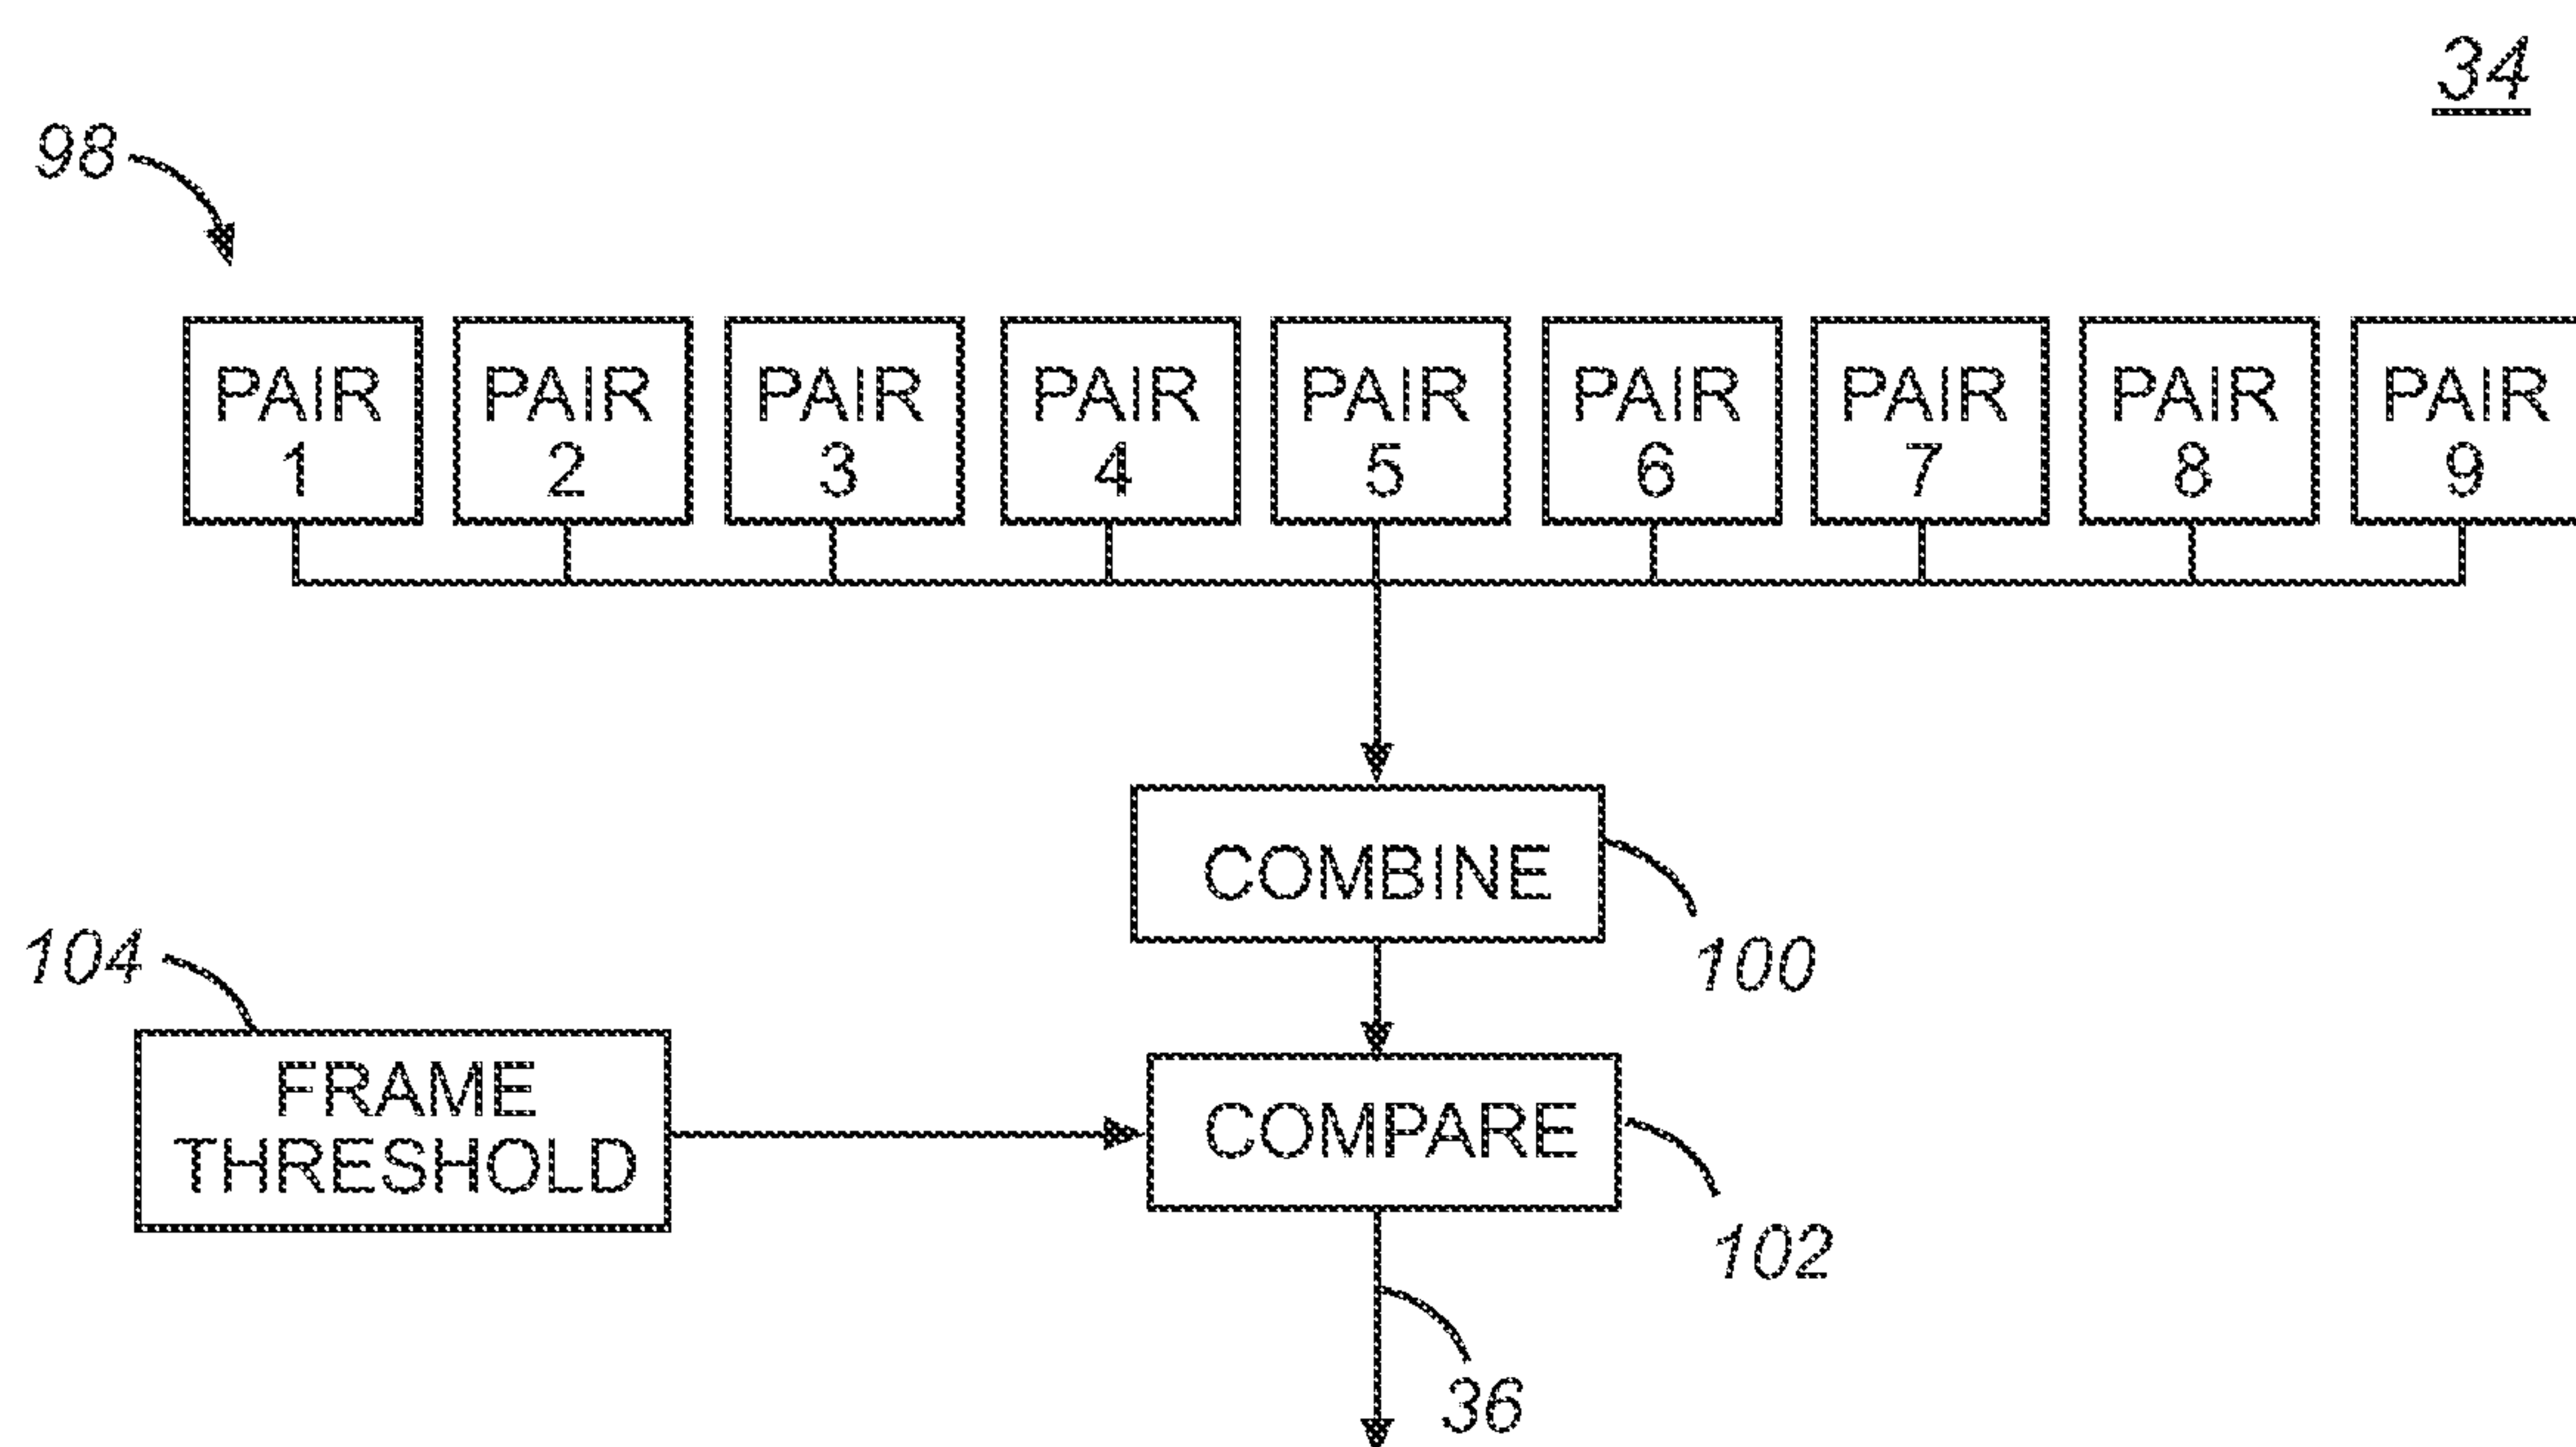 34
98
PAIR 1
PAIR 2
PAIR 3
PAIR 4
PAIR 5
PAIR 6
PAIR 7
PAIR 8
PAIR 9
COMBINE
100
104
FRAME
THRESHOLD
COMPARE
102
36